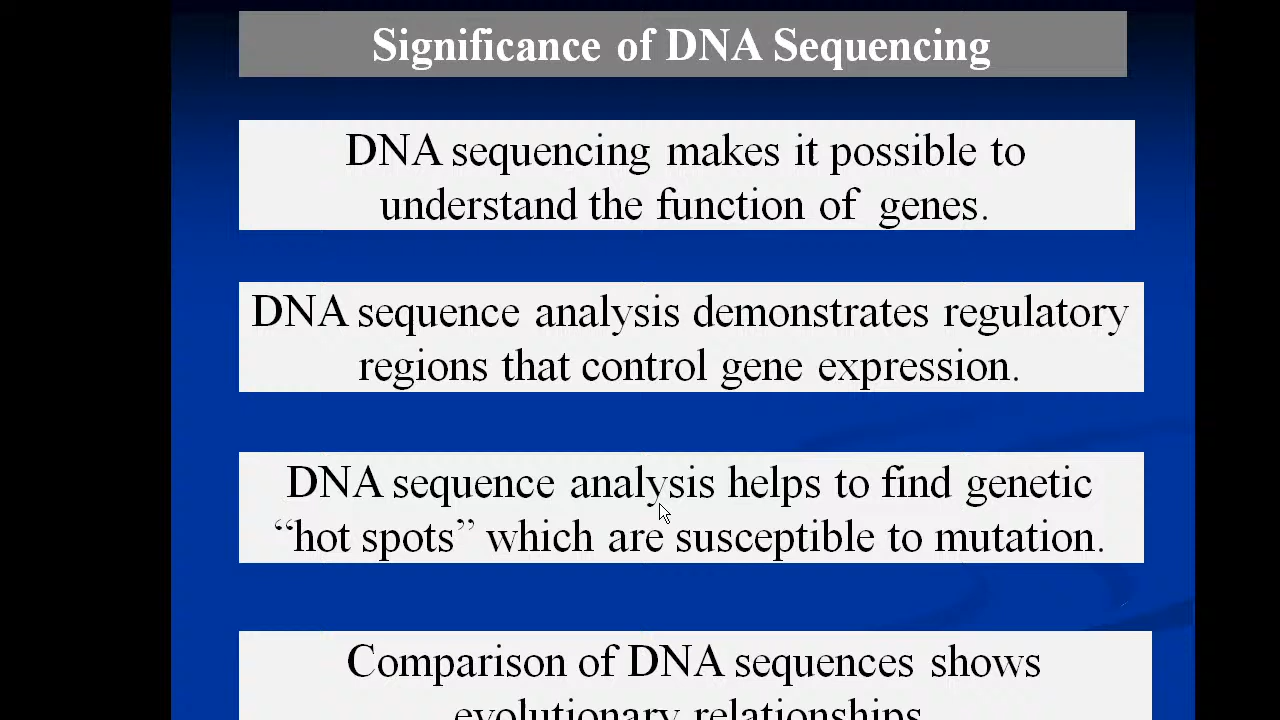 Significance of DNA Sequencing
DNA sequencing makes it possible to
understand the function of genes.
DNA sequence analysis demonstrates regulatory
regions that control gene expression.
DNA sequence analysis helps to find genetic
“hot spots” which are susceptible to mutation.
Comparison of DNA sequences shows
evolutionary relationships